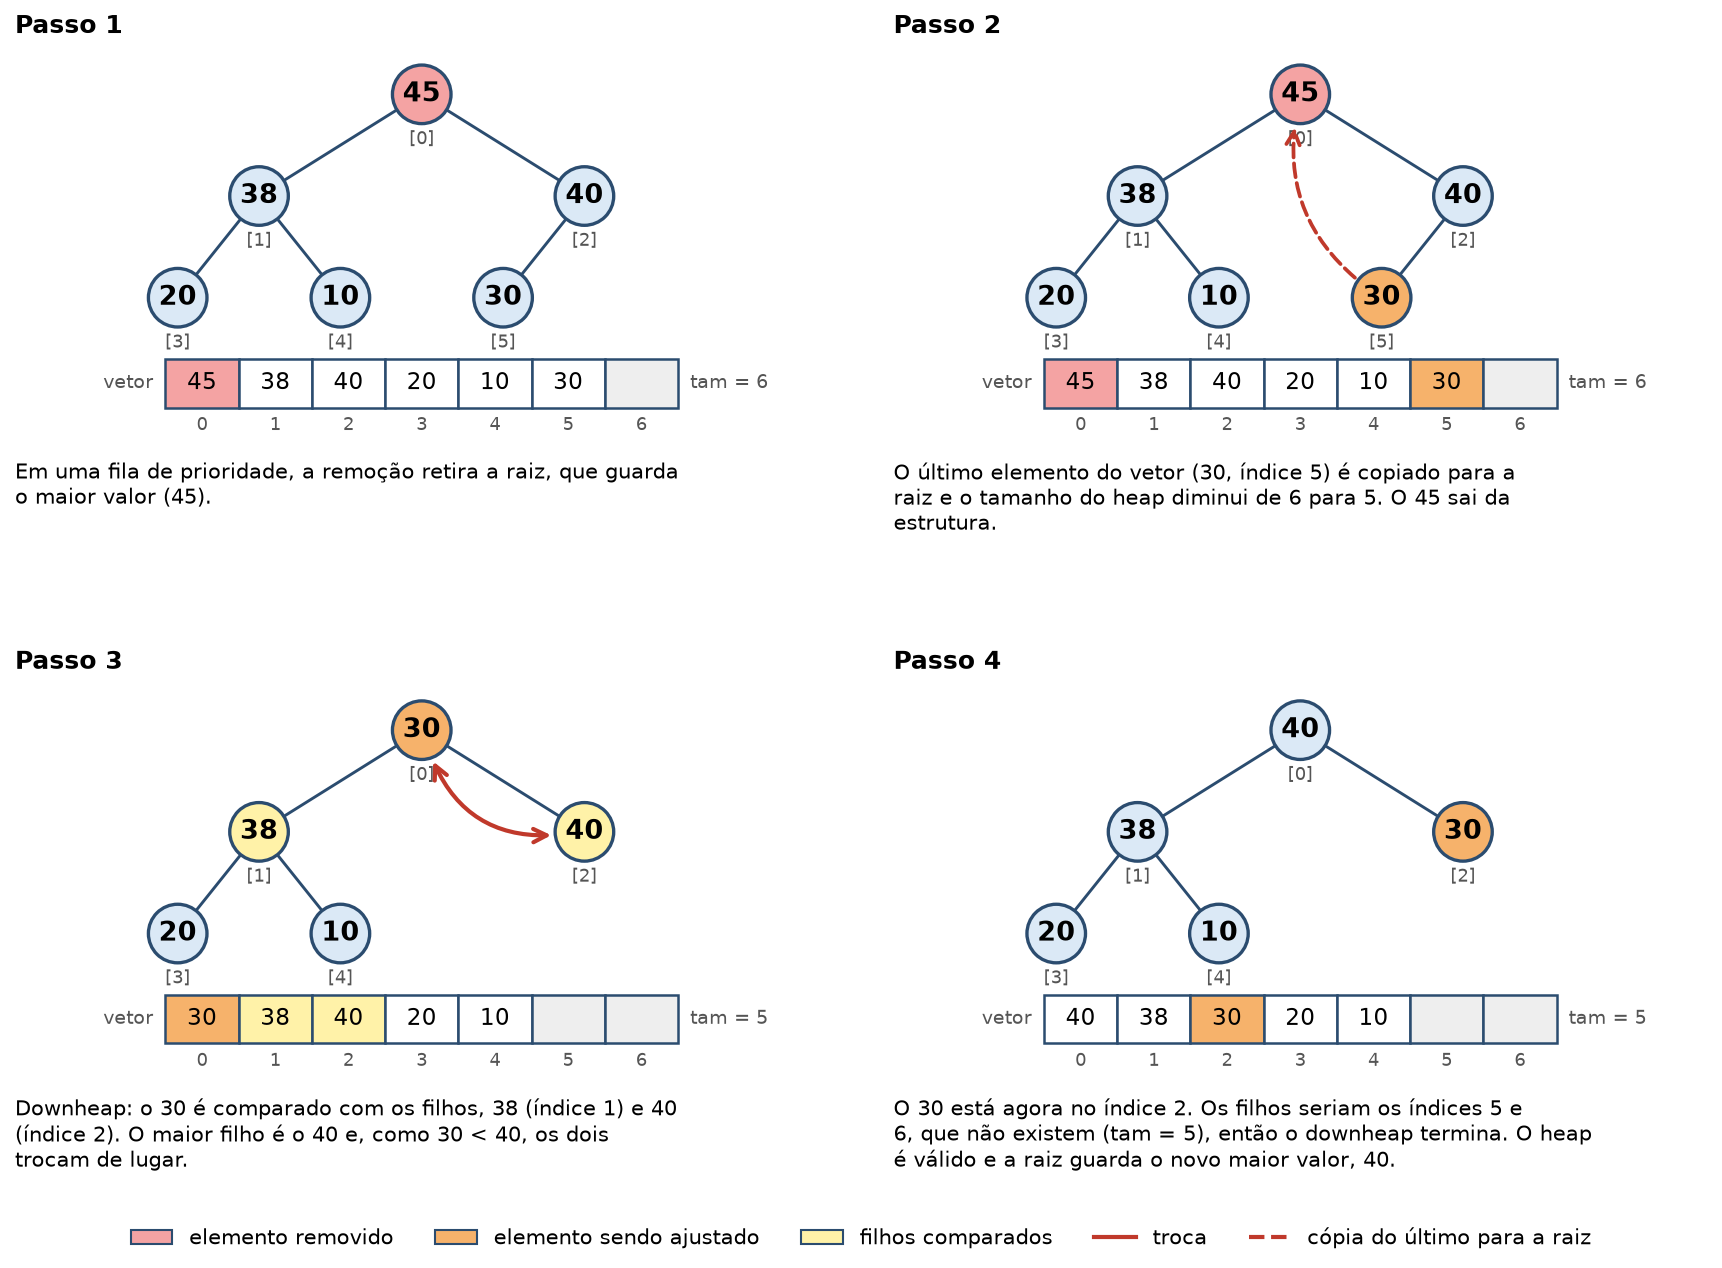 Passo 1
45
[0]
38
40
[1]
[2]
20
10
30
[3]
[4]
[5]
vetor 45 38 40 20 10 30 tam = 6
0 1 2 3 4 5 6
Em uma fila de prioridade, a remoção retira a raiz, que guarda
o maior valor (45).
Passo 2
45
[0]
38
40
[1]
[2]
20
10
30
[3]
[4]
[5]
vetor 45 38 40 20 10 30 tam = 6
0 1 2 3 4 5 6
O último elemento do vetor (30, índice 5) é copiado para a
raiz e o tamanho do heap diminui de 6 para 5. O 45 sai da
estrutura.
Passo 3
30
[0]
38
40
[1]
[2]
20
10
[3]
[4]
vetor 30 38 40 20 10 tam = 5
0 1 2 3 4 5 6
Downheap: o 30 é comparado com os filhos, 38 (índice 1) e 40
(índice 2). O maior filho é o 40 e, como 30 < 40, os dois
trocam de lugar.
Passo 4
40
[0]
38
30
[1]
[2]
20
10
[3]
[4]
vetor 40 38 30 20 10 tam = 5
0 1 2 3 4 5 6
O 30 está agora no índice 2. Os filhos seriam os índices 5 e
6, que não existem (tam = 5), então o downheap termina. O heap
é válido e a raiz guarda o novo maior valor, 40.
elemento removido elemento sendo ajustado filhos comparados troca cópia do último para a raiz